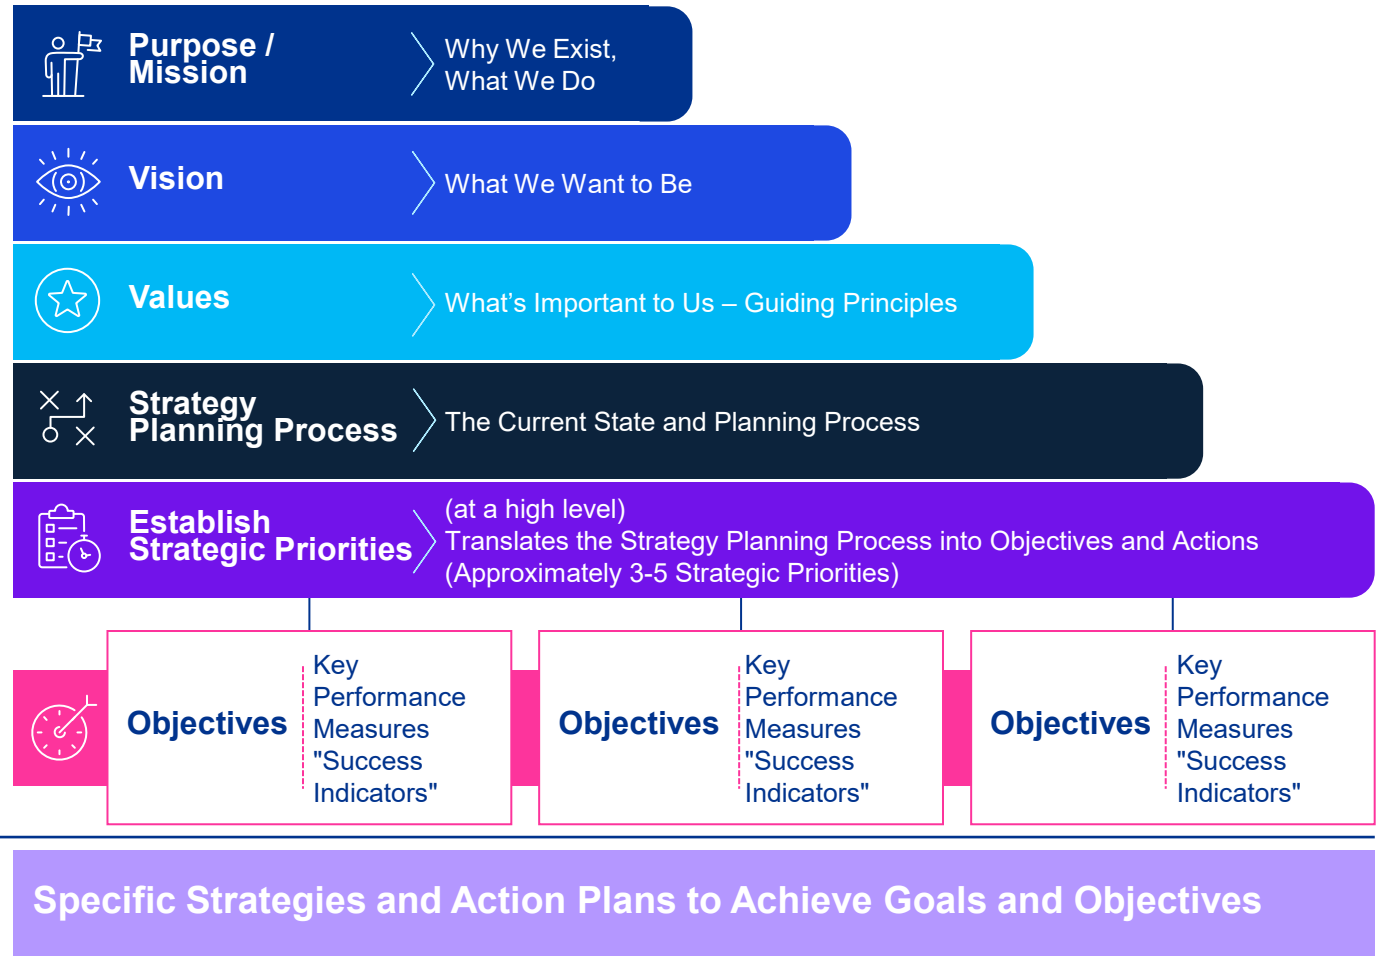 Purpose /
Mission
Why We Exist,
What We Do
Vision
What We Want to Be
Values
What’s Important to Us – Guiding Principles
Strategy
Planning Process
The Current State and Planning Process
Establish
Strategic Priorities
(at a high level)
Translates the Strategy Planning Process into Objectives and Actions
(Approximately 3-5 Strategic Priorities)
Objectives
Key
Performance
Measures
"Success
Indicators"
Objectives
Key
Performance
Measures
"Success
Indicators"
Objectives
Key
Performance
Measures
"Success
Indicators"
Specific Strategies and Action Plans to Achieve Goals and Objectives